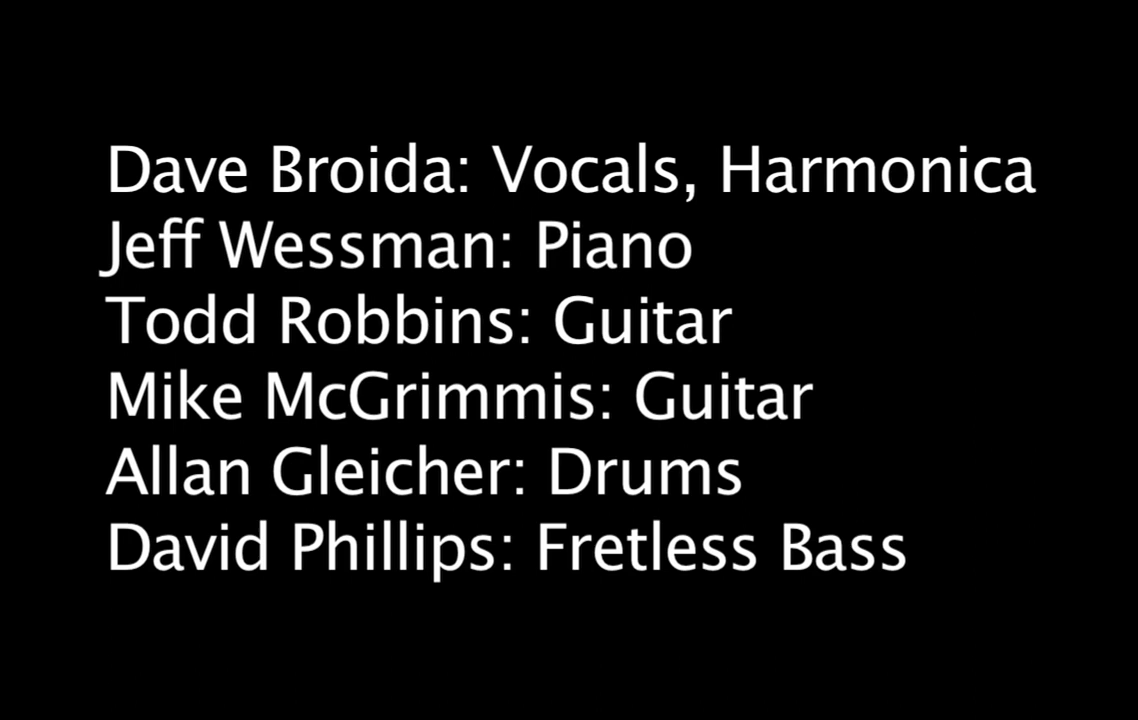 Dave Broida: Vocals, Harmonica
Jeff Wessman: Piano
Todd Robbins: Guitar
Mike McGrimmis: Guitar
Allan Gleicher: Drums
David Phillips: Fretless Bass